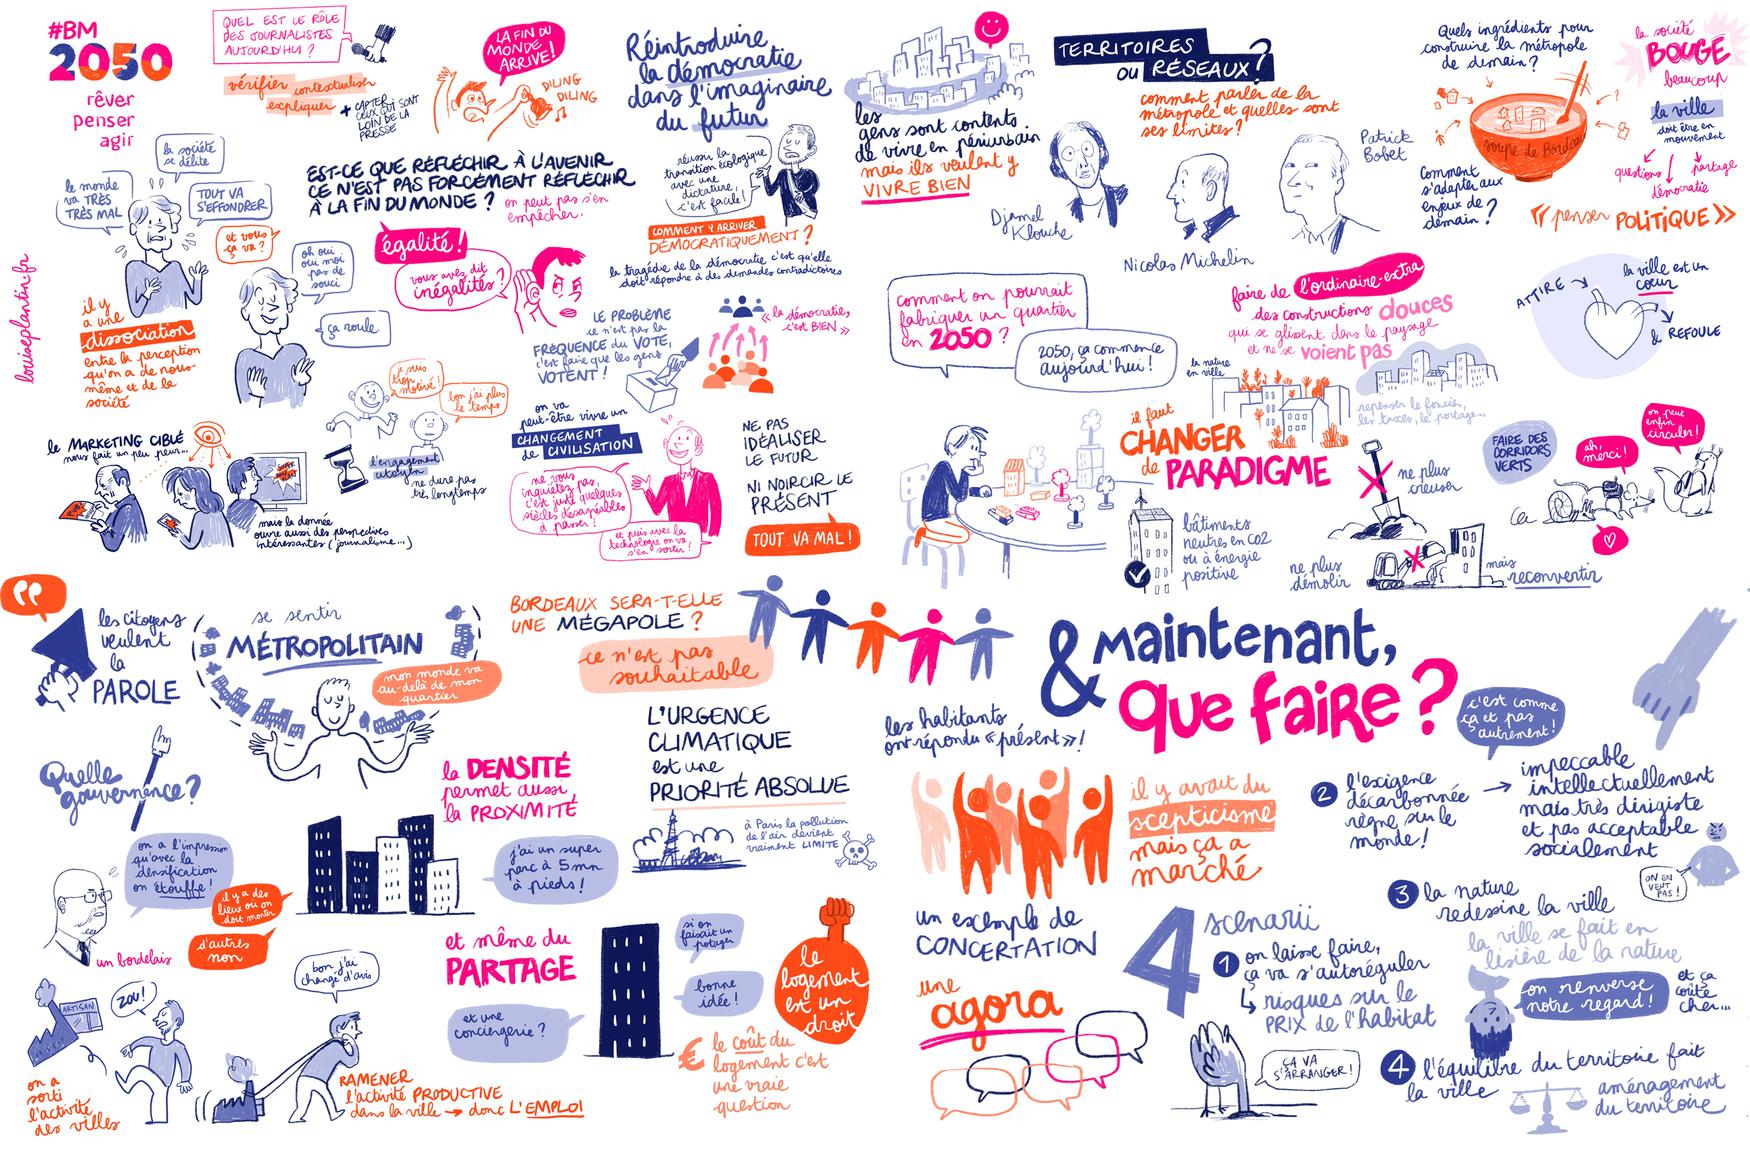 #BM
2050
rêver
penser
agir
louiseplantin.fr
QUEL EST LE RÔLE
DES JOURNALISTES
AUJOURD'HUI ?
vérifier contextualiser
expliquer
+ CAPTER
CEUX QUI SONT
LOIN DE LA
PRESSE
LA FIN DU
MONDE
ARRIVE!
DILING
DILING
la société
se délite
le monde
va TRÈS
TRÈS MAL
TOUT VA
S'EFFONDRER
et vous
ça va ?
oh oui
oui moi
pas de
souci
ça roule
il y
a une
dissociation
entre la perception
qu'on a de nous-
même et de la
société
EST-CE QUE RÉFLÉCHIR À L'AVENIR
CE N'EST PAS FORCÉMENT RÉFLÉCHIR
À LA FIN DU MONDE ?
on peut pas s'en
empêcher.
égalité !
vous avez dit
inégalités ?
Réintroduire
la démocratie
dans l'imaginaire
du futur
réussir la
transition écologique
avec une
dictature,
c'est facile !
COMMENT Y ARRIVER
DÉMOCRATIQUEMENT ?
la tragédie de la démocratie c'est qu'elle
doit répondre à des demandes contradictoires
LE PROBLÈME
ce n'est pas la
FRÉQUENCE du VOTE,
c'est faire que les gens
VOTENT !
« la démocratie,
c'est BIEN »
je suis
trop
motivé !
bon j'ai plus
le temps
l'engagement
citoyen
ne dure pas
très longtemps
le MARKETING CIBLÉ
nous fait un peu peur...
mais la donnée
ouvre aussi des perspectives
intéressantes (journalisme...)
on va
peut-être vivre un
CHANGEMENT
de CIVILISATION
ne vous
inquiétez pas,
c'est juste quelques
siècles désagréables
à passer !
et puis avec la
technologie on va
s'en sortir !
NE PAS
IDÉALISER
LE FUTUR
NI NOIRCIR LE
PRÉSENT
TOUT VA MAL !
les
gens sont contents
de vivre en périurbain
mais ils veulent y
VIVRE BIEN
TERRITOIRES
OU RÉSEAUX ?
comment parler de la
métropole et quelles sont
ses limites ?
Djamel
Klouche
Nicolas Michelin
Patrick
Bobet
Quels ingrédients pour
construire la métropole
de demain ?
soupe de Bordeaux
Comment
s'adapter aux
enjeux de
demain ?
la société
BOUGE
beaucoup
la ville
doit être en
mouvement
questions
démocratie
partage
« penser POLITIQUE »
comment on pourrait
fabriquer un quartier
en 2050 ?
2050, ça commence
aujourd'hui !
faire de l'ordinaire-extra
des constructions douces
qui se glissent dans le paysage
et ne se voient pas
la nature
en ville
repenser le foncier,
les taxes, le portage...
ATTIRE
la ville est un
cœur
& REFOULE
il faut
CHANGER
de PARADIGME
bâtiments
neutres en CO2
ou à énergie
positive
ne plus
creuser
ne plus
démolir
mais
reconvertir
FAIRE DES
CORRIDORS
VERTS
ah,
merci !
on peut
enfin
circuler !
les citoyens
veulent
la
PAROLE
se sentir
MÉTROPOLITAIN
mon monde va
au-delà de mon
quartier
Quelle
gouvernance ?
BORDEAUX SERA-T-ELLE
UNE MÉGAPOLE ?
ce n'est pas
souhaitable
L'URGENCE
CLIMATIQUE
est une
PRIORITÉ ABSOLUE
à Paris la pollution
de l'air devient
vraiment LIMITE
la DENSITÉ
permet aussi
la PROXIMITÉ
j'ai un super
parc à 5mn
à pieds !
on a l'impression
qu'avec la
densification
on étouffe !
il y a des
lieux où on
doit monter
d'autres
non
un bordelais
et même du
PARTAGE
si on
faisait un
potager
bonne
idée !
et une
conciergerie ?
le
logement
est un
droit
le coût du
logement c'est
une vraie
question
ARTISAN
ZOU !
on a
sorti
l'activité
des villes
bon j'ai
changé d'avis
RAMENER
l'activité PRODUCTIVE
dans la ville → donc L'EMPLOI
& Maintenant,
que faire ?
les habitants
ont répondu « présent » !
il y avait du
scepticisme
mais ça a
marché
un exemple de
CONCERTATION
une
agora
4 scenarii
1 on laisse faire,
ça va s'autoréguler
↳ risques sur le
PRIX de l'habitat
ÇA VA
S'ARRANGER !
2 l'exigence
décarbonnée
règne sur le
monde !
c'est comme
ça et pas
autrement !
→ impeccable
intellectuellement
mais très dirigiste
et pas acceptable
socialement
ON EN
VEUT
PAS !
3 la nature
redessine la ville
la ville se fait en
lisière de la nature
on renverse
notre regard !
et ça
coûte
cher...
4 l'équilibre du territoire fait
la ville
aménagement
du territoire